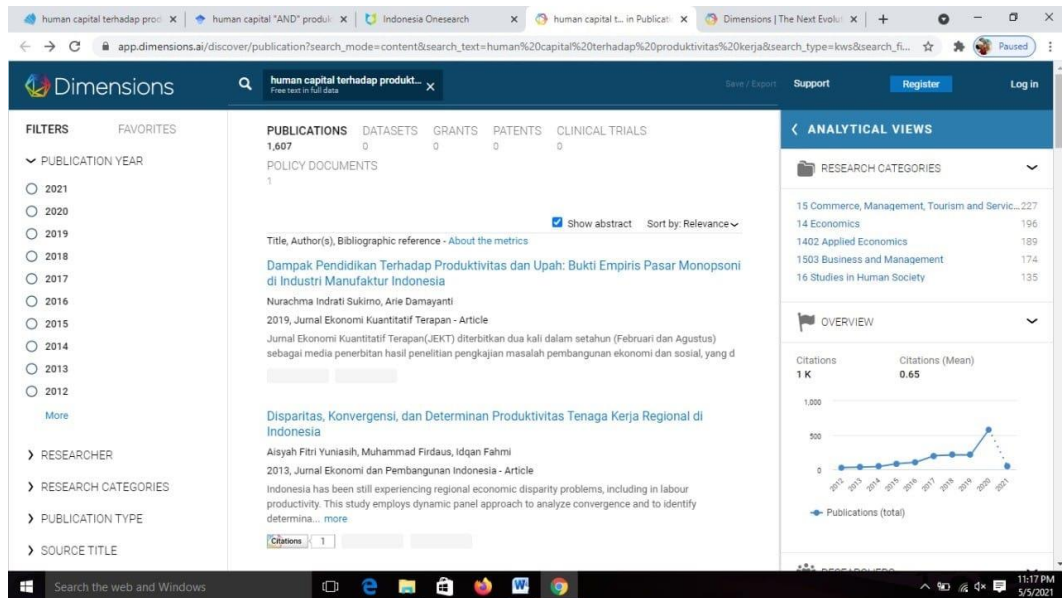 human capital terhadap prod
human capital "AND" produk
Indonesia Onesearch
human capital t... in Publicati
Dimensions | The Next Evolut
app.dimensions.ai/discover/publication?search_mode=content&search_text=human%20capital%20terhadap%20produktivitas%20kerja&search_type=kws&search_fi...
Paused
Dimensions
human capital terhadap produkt...
Free text in full data
Save / Export
Support
Register
Log in
FILTERS
FAVORITES
PUBLICATION YEAR
2021
2020
2019
2018
2017
2016
2015
2014
2013
2012
More
RESEARCHER
RESEARCH CATEGORIES
PUBLICATION TYPE
SOURCE TITLE
PUBLICATIONS DATASETS GRANTS PATENTS CLINICAL TRIALS
1,607 0 0 0 0
POLICY DOCUMENTS
1
Show abstract Sort by: Relevance
Title, Author(s), Bibliographic reference - About the metrics
Dampak Pendidikan Terhadap Produktivitas dan Upah: Bukti Empiris Pasar Monopsoni
di Industri Manufaktur Indonesia
Nurachma Indrati Sukirno, Arie Damayanti
2019, Jurnal Ekonomi Kuantitatif Terapan - Article
Jurnal Ekonomi Kuantitatif Terapan(JEKT) diterbitkan dua kali dalam setahun (Februari dan Agustus)
sebagai media penerbitan hasil penelitian pengkajian masalah pembangunan ekonomi dan sosial, yang d
Disparitas, Konvergensi, dan Determinan Produktivitas Tenaga Kerja Regional di
Indonesia
Aisyah Fitri Yuniasih, Muhammad Firdaus, Idqan Fahmi
2013, Jurnal Ekonomi dan Pembangunan Indonesia - Article
Indonesia has been still experiencing regional economic disparity problems, including in labour
productivity. This study employs dynamic panel approach to analyze convergence and to identify
determina... more
Citations 1
ANALYTICAL VIEWS
RESEARCH CATEGORIES
15 Commerce, Management, Tourism and Servic... 227
14 Economics 196
1402 Applied Economics 189
1503 Business and Management 174
16 Studies in Human Society 135
OVERVIEW
Citations Citations (Mean)
1 K 0.65
1,000
500
0
2012 2013 2014 2015 2016 2017 2018 2019 2020 2021
Publications (total)
Search the web and Windows
11:17 PM
5/5/2021